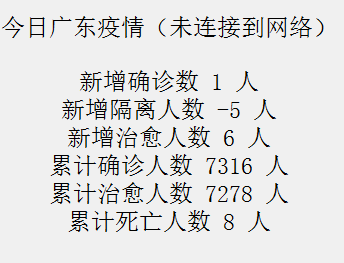 今日广东疫情（未连接到网络）
新增确诊数 1 人
新增隔离人数 -5 人
新增治愈人数 6 人
累计确诊人数 7316 人
累计治愈人数 7278 人
累计死亡人数 8 人